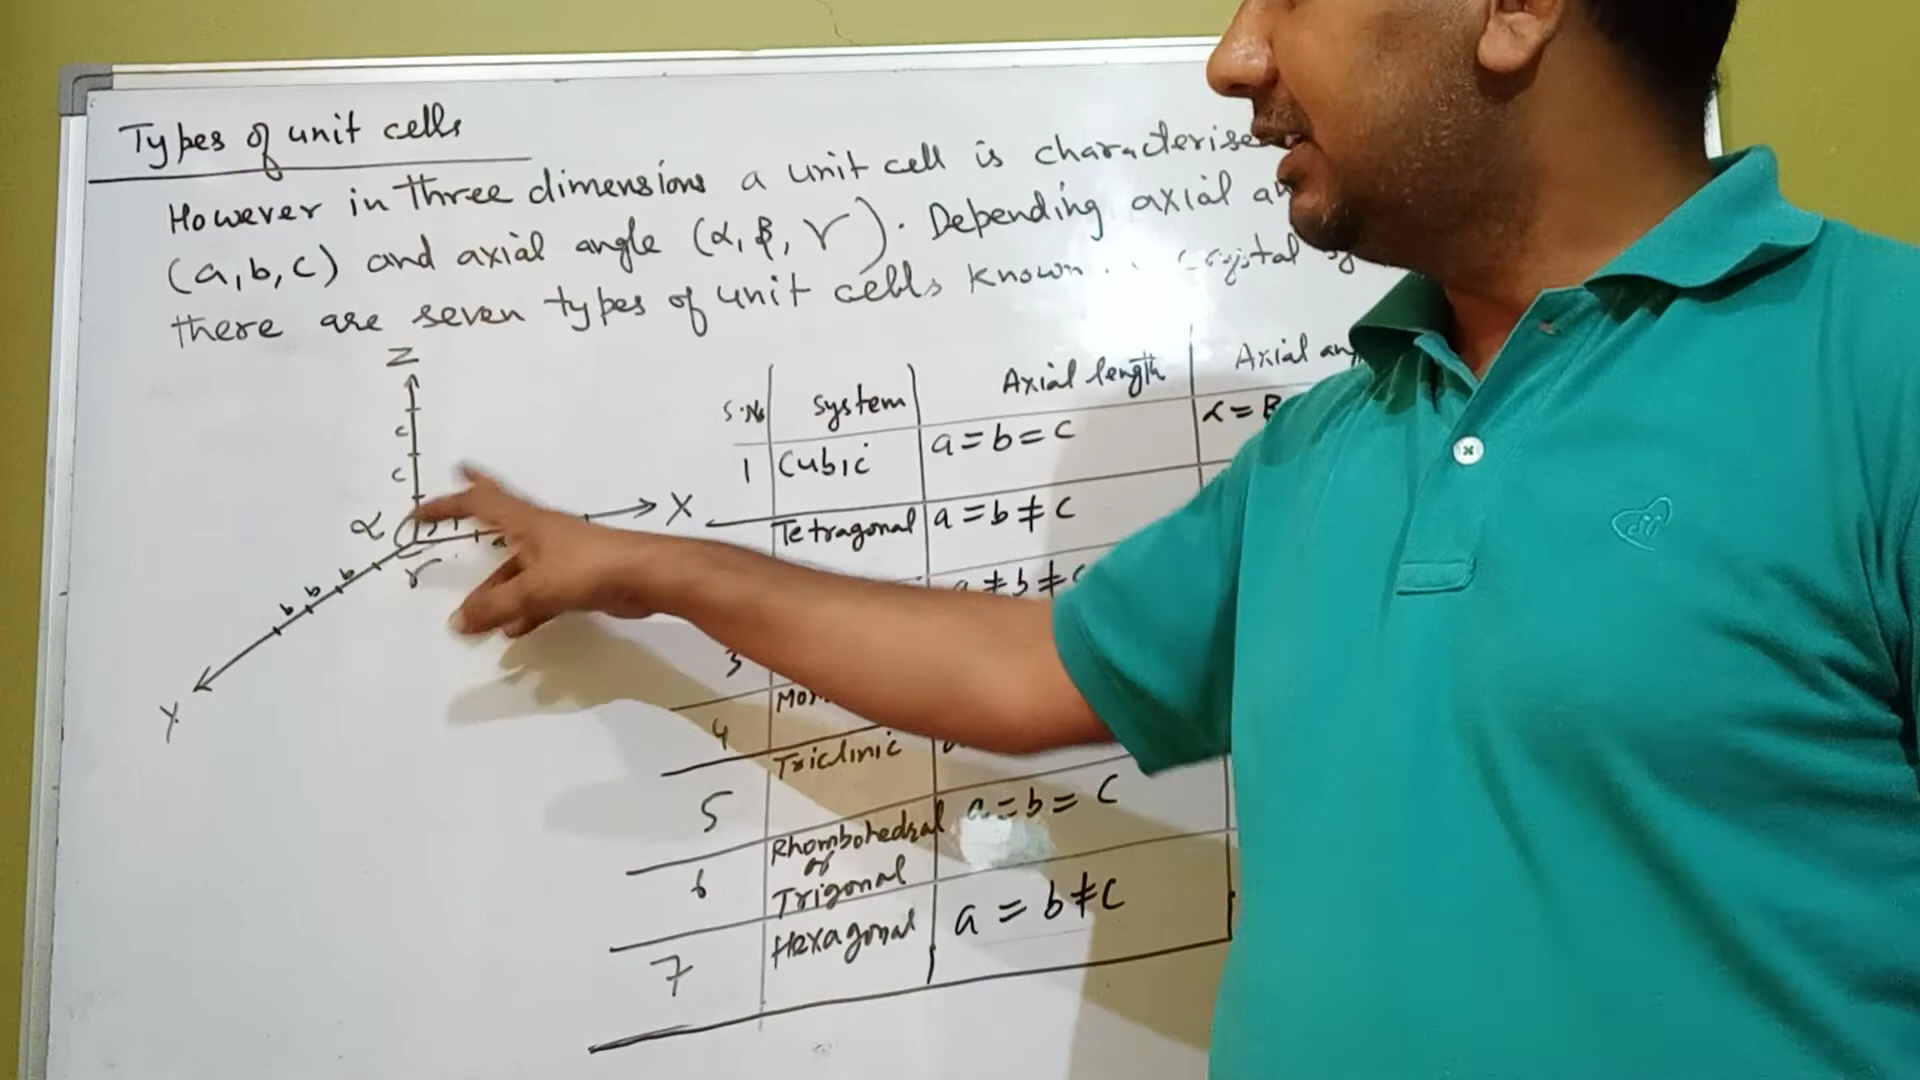 Types of unit cells
However in three dimensions a unit cell is characterise
(a,b,c) and axial angle (α, β, γ). Depending axial
there are seven types of unit cells known
Z
c
c
α
X
a
γ
b
b
b
Y
S.No System Axial length Axial
1 Cubic a=b=c α=β
Tetragonal a=b≠c
a≠b≠c
3
4
Triclinic
5
Rhombohedral a=b=c
6 or
Trigonal
7 Hexagonal a=b≠c